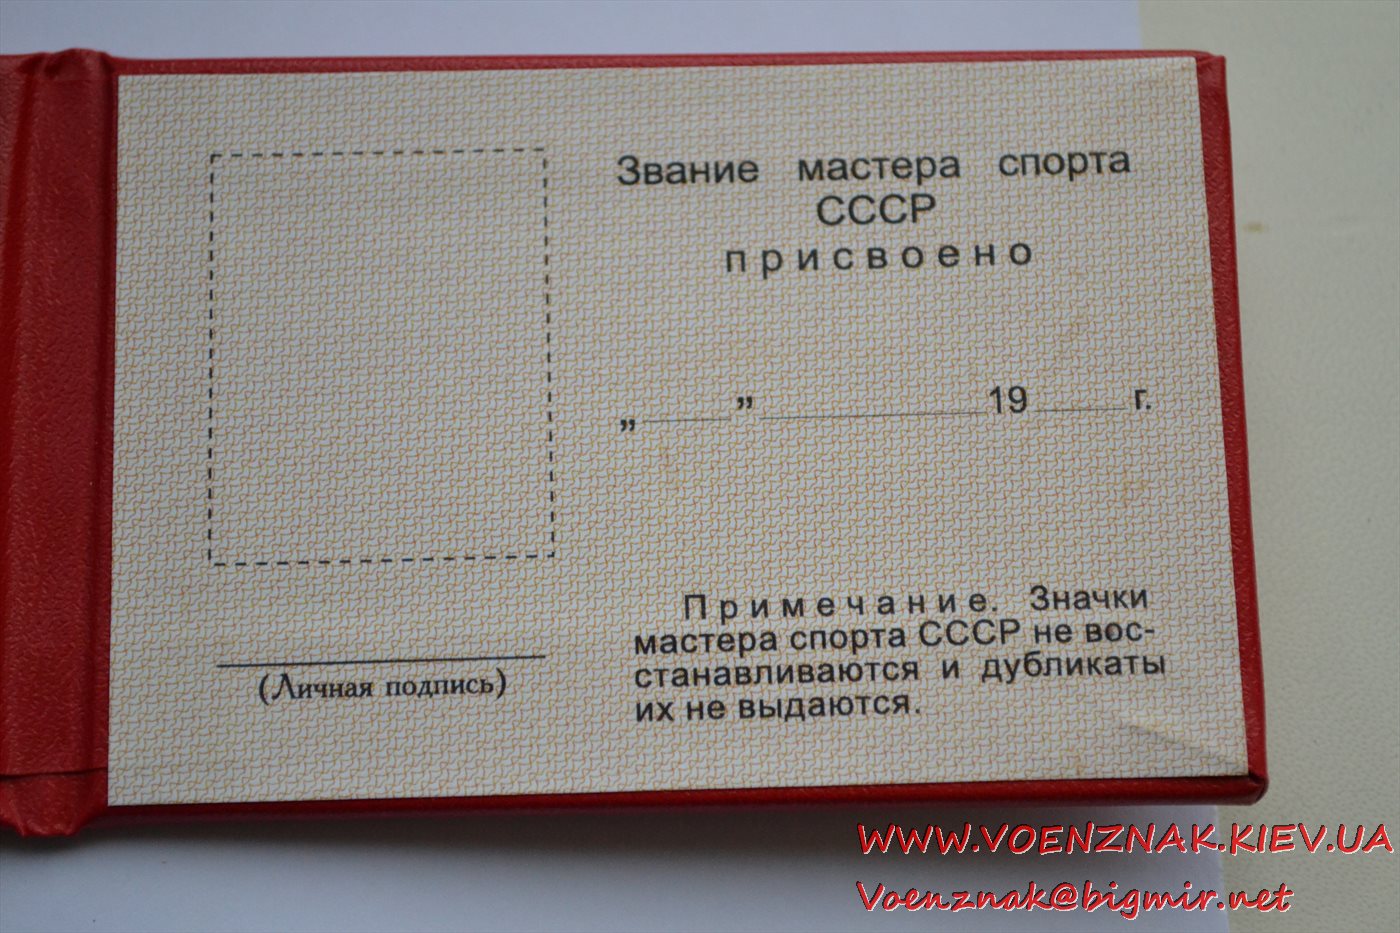 Звание мастера спорта
СССР
присвоено
„ ” 19 г.
(Личная подпись)
Примечание. Значки
мастера спорта СССР не вос-
станавливаются и дубликаты
их не выдаются.
WWW.VOENZNAK.KIEV.UA
Voenznak@bigmir.net